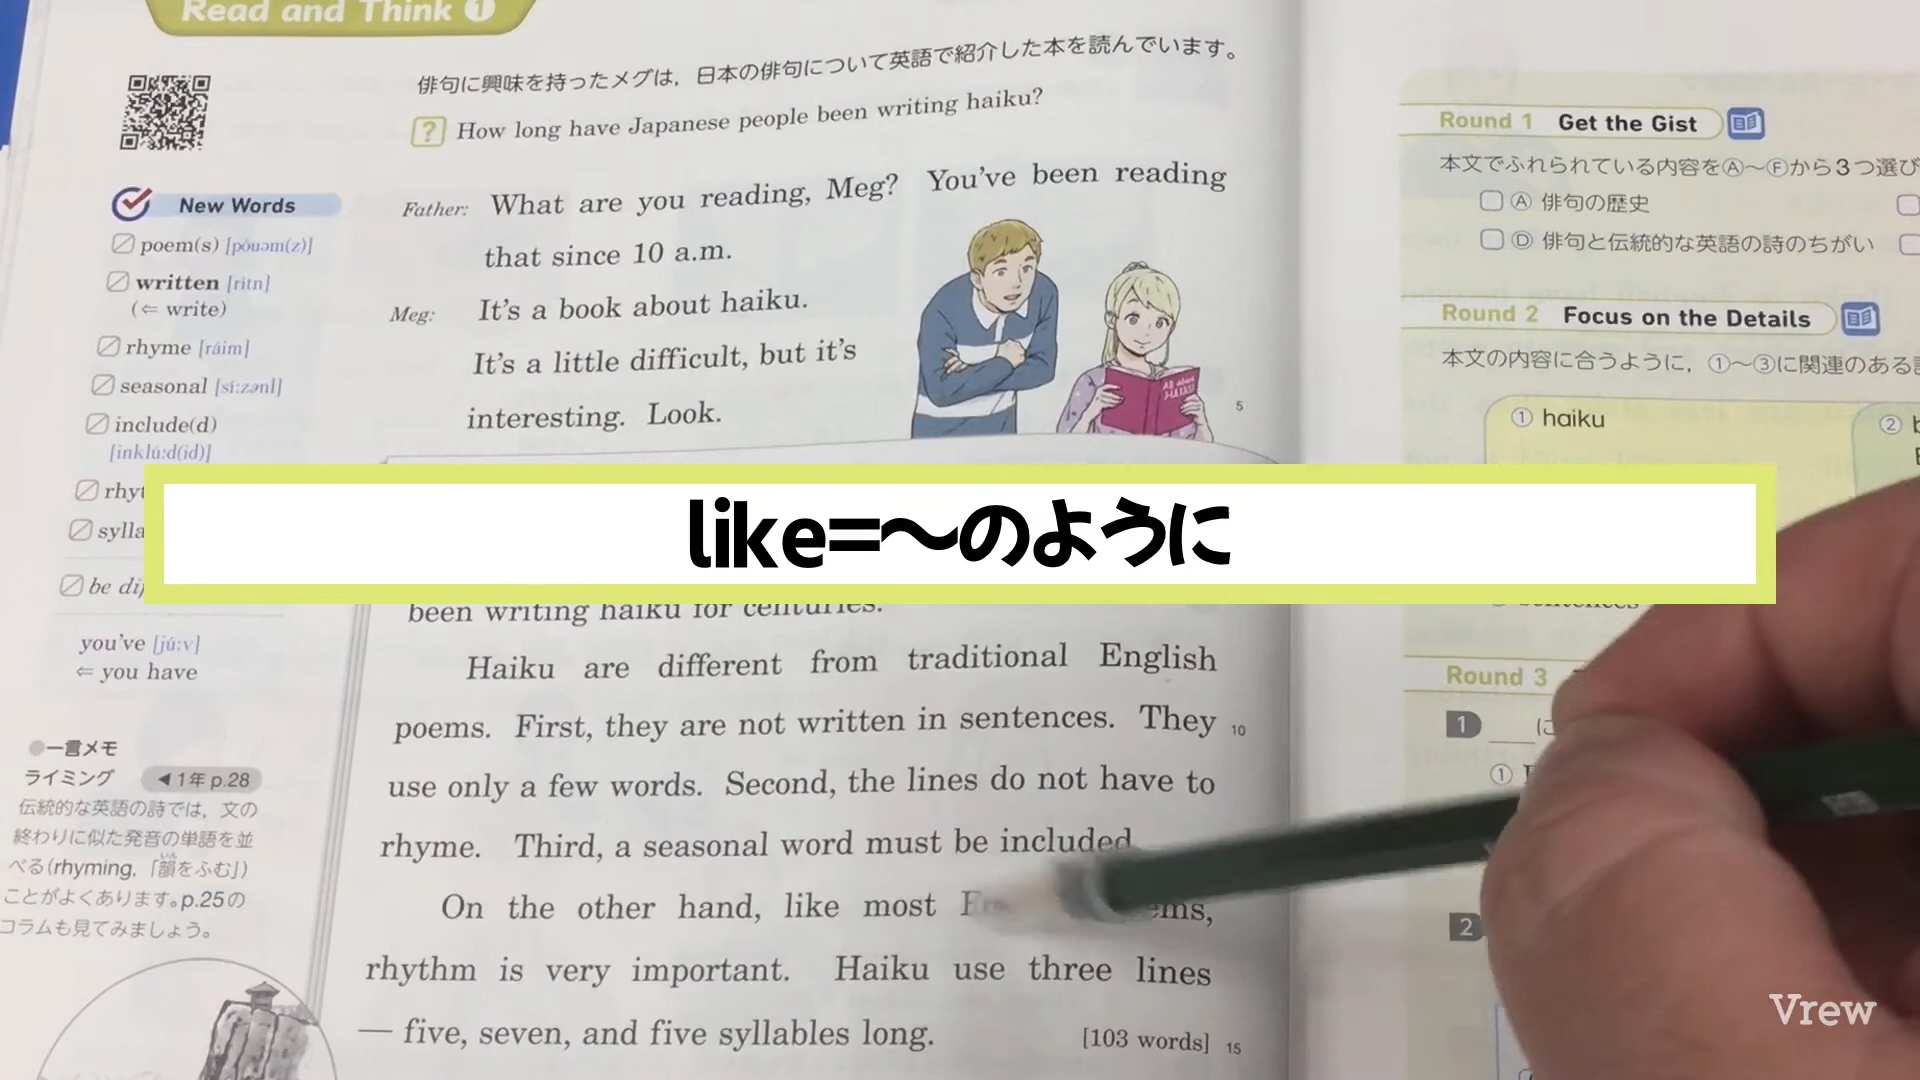 Read and Think 1
俳句に興味を持ったメグは，日本の俳句について英語で紹介した本を読んでいます。
? How long have Japanese people been writing haiku?
New Words
poem(s) [póuəm(z)]
written [rítn]
(⇐ write)
rhyme [ráim]
seasonal [síːzənl]
include(d)
[inklúːd(id)]
be
you've [júːv]
⇐ you have
一言メモ
ライミング ◀1年 p.28
伝統的な英語の詩では，文の
終わりに似た発音の単語を並
べる(rhyming，「韻をふむ」)
ことがよくあります。p.25の
コラムも見てみましょう。
Father: What are you reading, Meg? You've been reading
that since 10 a.m.
Meg: It's a book about haiku.
It's a little difficult, but it's
interesting. Look.
5
All about
HAIKU
like=～のように
been writing haiku for centuries.
Haiku are different from traditional English
poems. First, they are not written in sentences. They 10
use only a few words. Second, the lines do not have to
rhyme. Third, a seasonal word must be included
On the other hand, like most
rhythm is very important. Haiku use three lines
— five, seven, and five syllables long.
[103 words] 15
Round 1 Get the Gist
本文でふれられている内容をⒶ～Ⓕから3つ選び
Ⓐ 俳句の歴史
Ⓓ 俳句と伝統的な英語の詩のちがい
Round 2 Focus on the Details
本文の内容に合うように，①～③に関連のある
① haiku
②
sentences
Round 3
1
に
①
2
Vrew